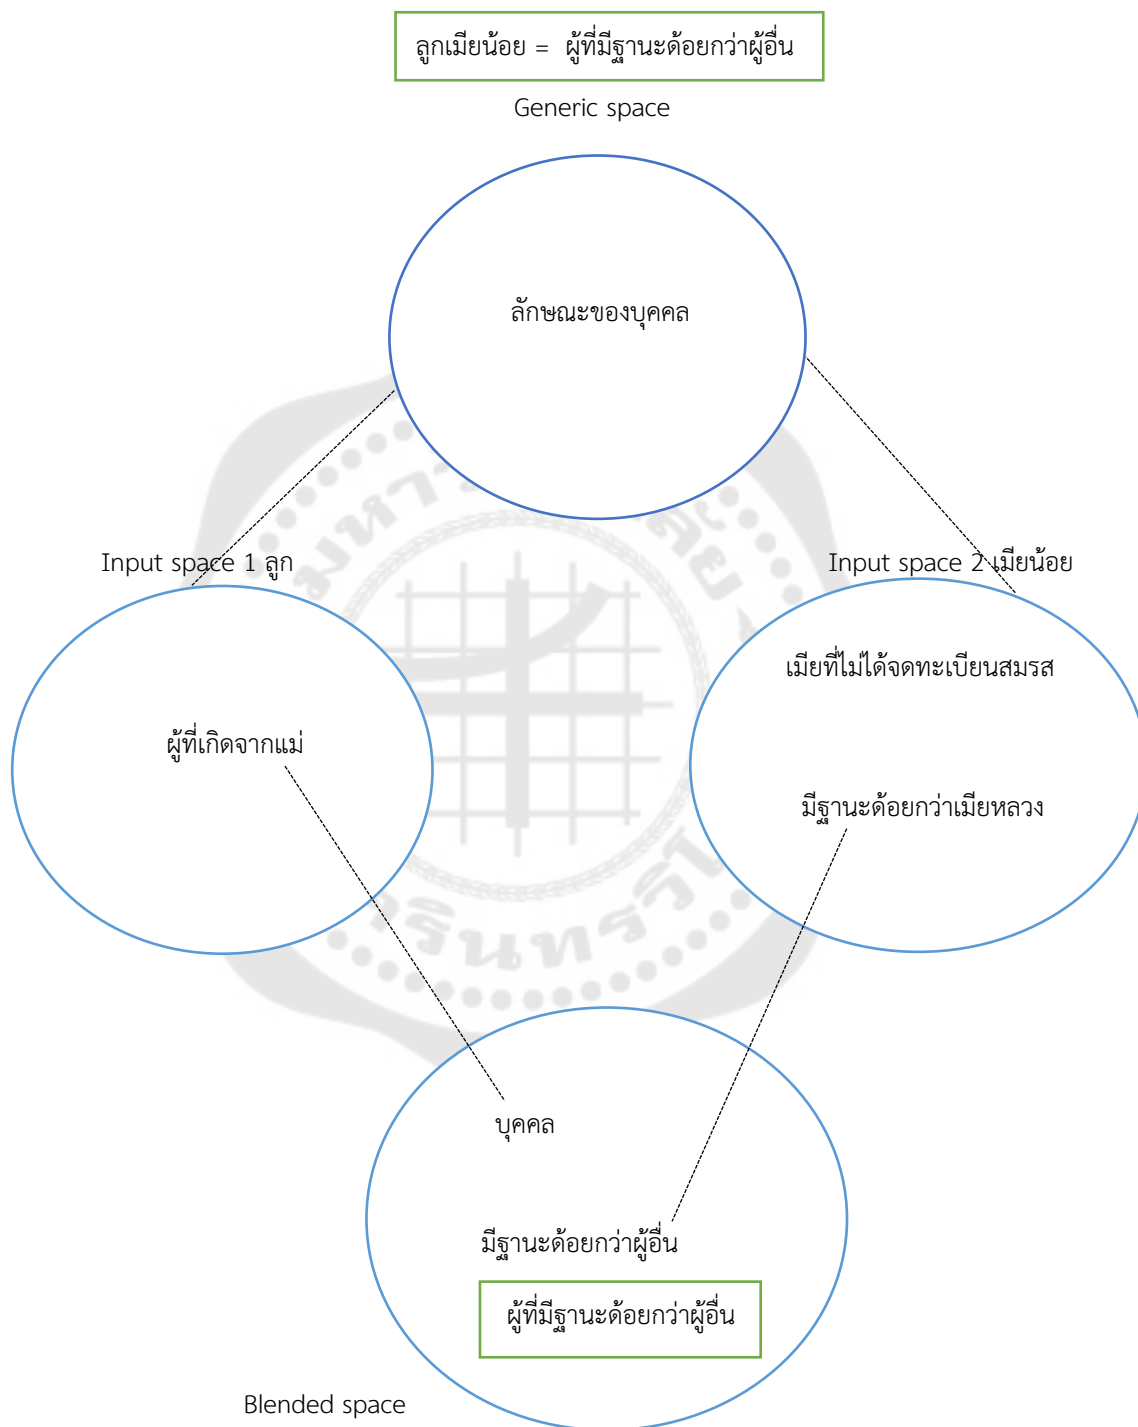 ลูกเมียน้อย = ผู้ที่มีฐานะด้อยกว่าผู้อื่น
Generic space
ลักษณะของบุคคล
Input space 1 ลูก
Input space 2 เมียน้อย
เมียที่ไม่ได้จดทะเบียนสมรส
ผู้ที่เกิดจากแม่
มีฐานะด้อยกว่าเมียหลวง
บุคคล
มีฐานะด้อยกว่าผู้อื่น
ผู้ที่มีฐานะด้อยกว่าผู้อื่น
Blended space